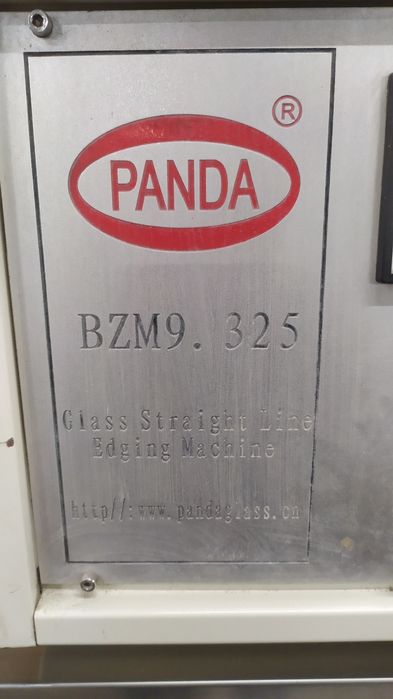 ®
PANDA
BZM9. 325
Glass Straight Line
Edging Machine
http//:www.pandaglass.cn